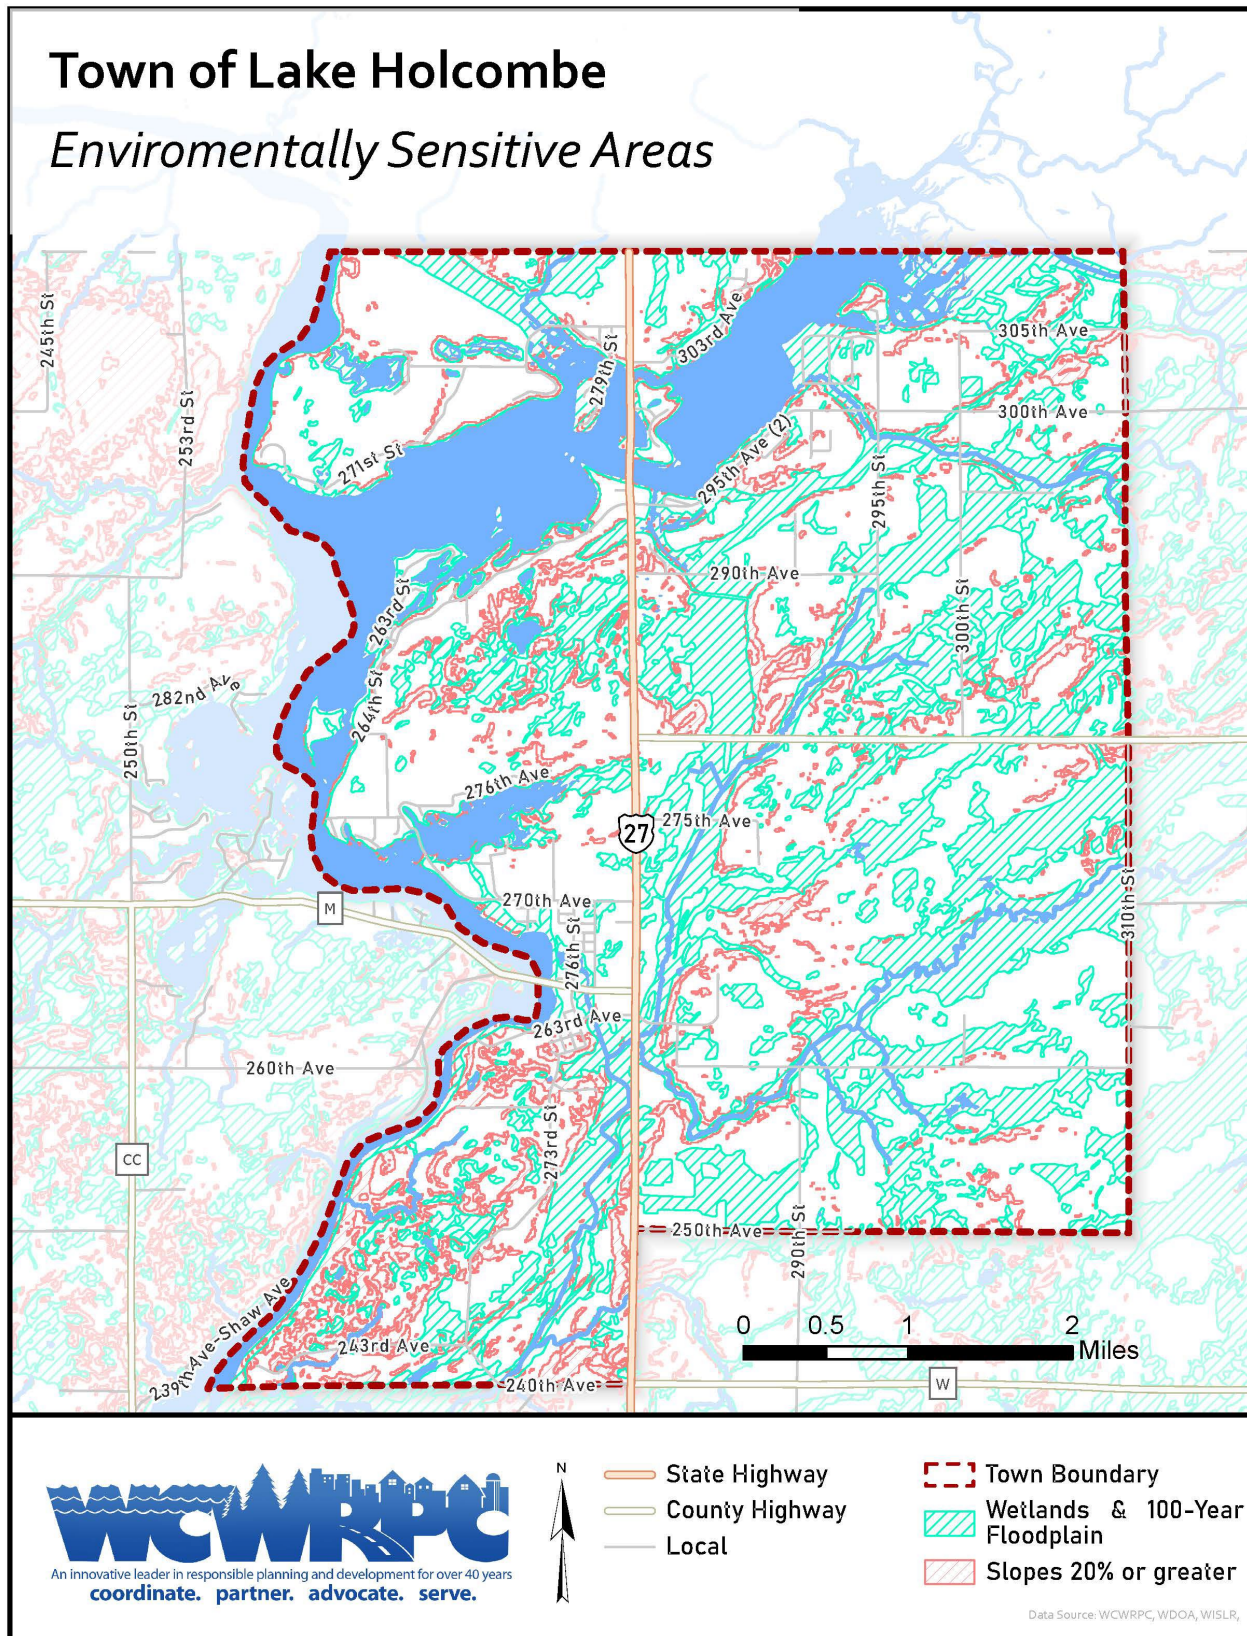 Town of Lake Holcombe
Enviromentally Sensitive Areas
245th St
253rd St
279th St
303rd Ave
305th Ave
300th Ave
271st St
295th Ave (2)
295th St
290th Ave
263rd St
300th St
282nd Ave
264th St
250th St
276th Ave
27
275th Ave
M
270th Ave
276th St
310th St
263rd Ave
260th Ave
CC
273rd St
250th Ave
290th St
239th Ave-Shaw Ave
243rd Ave
240th Ave
W
0 0.5 1 2
Miles
WCWRPC
An innovative leader in responsible planning and development for over 40 years
coordinate. partner. advocate. serve.
N
State Highway
County Highway
Local
Town Boundary
Wetlands & 100-Year
Floodplain
Slopes 20% or greater
Data Source: WCWRPC, WDOA, WISLR,